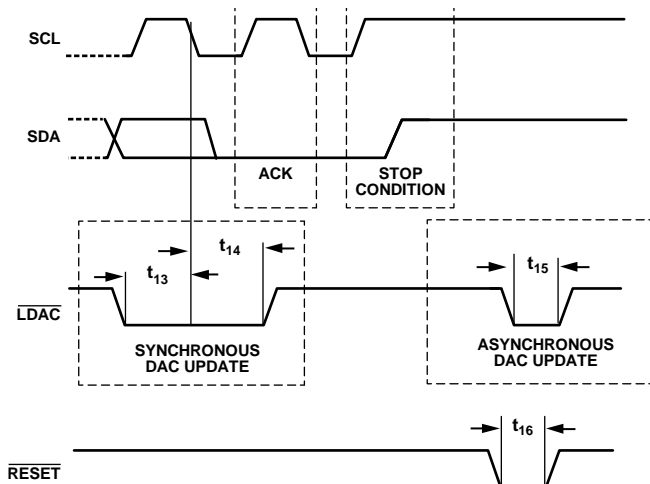 SCL
SDA
ACK
STOP
CONDITION
t14
t13
t15
LDAC
SYNCHRONOUS
DAC UPDATE
ASYNCHRONOUS
DAC UPDATE
t16
RESET